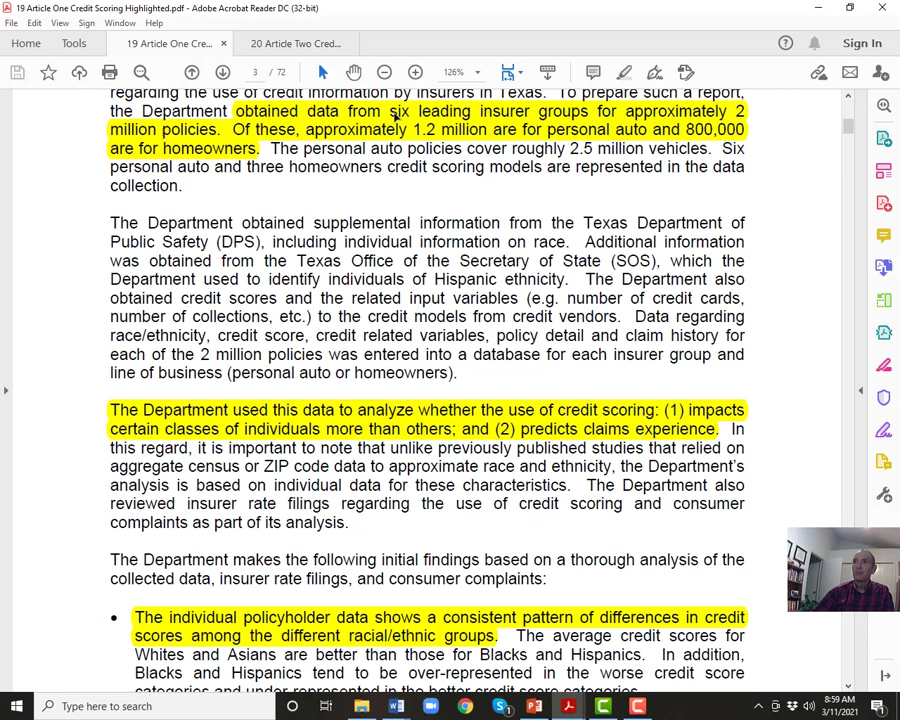 19 Article One Credit Scoring Highlighted.pdf - Adobe Acrobat Reader DC (32-bit)
File Edit View Sign Window Help
Home Tools 19 Article One Cre... × 20 Article Two Cred... Sign In
3 / 72 126%
regarding the use of credit information by insurers in Texas. To prepare such a report,
the Department obtained data from six leading insurer groups for approximately 2
million policies. Of these, approximately 1.2 million are for personal auto and 800,000
are for homeowners. The personal auto policies cover roughly 2.5 million vehicles. Six
personal auto and three homeowners credit scoring models are represented in the data
collection.
The Department obtained supplemental information from the Texas Department of
Public Safety (DPS), including individual information on race. Additional information
was obtained from the Texas Office of the Secretary of State (SOS), which the
Department used to identify individuals of Hispanic ethnicity. The Department also
obtained credit scores and the related input variables (e.g. number of credit cards,
number of collections, etc.) to the credit models from credit vendors. Data regarding
race/ethnicity, credit score, credit related variables, policy detail and claim history for
each of the 2 million policies was entered into a database for each insurer group and
line of business (personal auto or homeowners).
The Department used this data to analyze whether the use of credit scoring: (1) impacts
certain classes of individuals more than others; and (2) predicts claims experience. In
this regard, it is important to note that unlike previously published studies that relied on
aggregate census or ZIP code data to approximate race and ethnicity, the Department's
analysis is based on individual data for these characteristics. The Department also
reviewed insurer rate filings regarding the use of credit scoring and consumer
complaints as part of its analysis.
The Department makes the following initial findings based on a thorough analysis of the
collected data, insurer rate filings, and consumer complaints:
• The individual policyholder data shows a consistent pattern of differences in credit
scores among the different racial/ethnic groups. The average credit scores for
Whites and Asians are better than those for Blacks and Hispanics. In addition,
Blacks and Hispanics tend to be over-represented in the worse credit score
categories and under-represented in the better credit score categories.
Type here to search
8:59 AM
3/11/2021